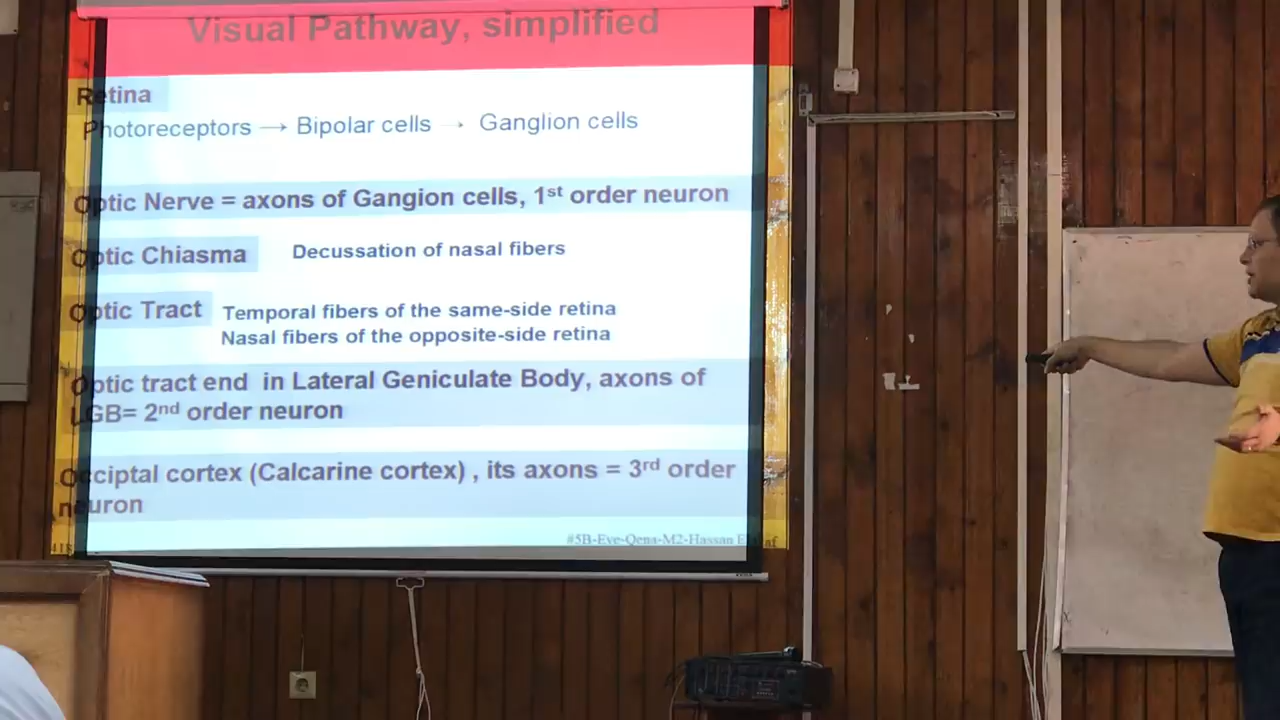 Visual Pathway, simplified
Retina
Photoreceptors → Bipolar cells → Ganglion cells
Optic Nerve = axons of Gangion cells, 1st order neuron
Optic Chiasma Decussation of nasal fibers
Optic Tract Temporal fibers of the same-side retina
Nasal fibers of the opposite-side retina
Optic tract end in Lateral Geniculate Body, axons of
LGB= 2nd order neuron
Occiptal cortex (Calcarine cortex) , its axons = 3rd order
neuron
#5B-Eye-Qena-M2-Hassan